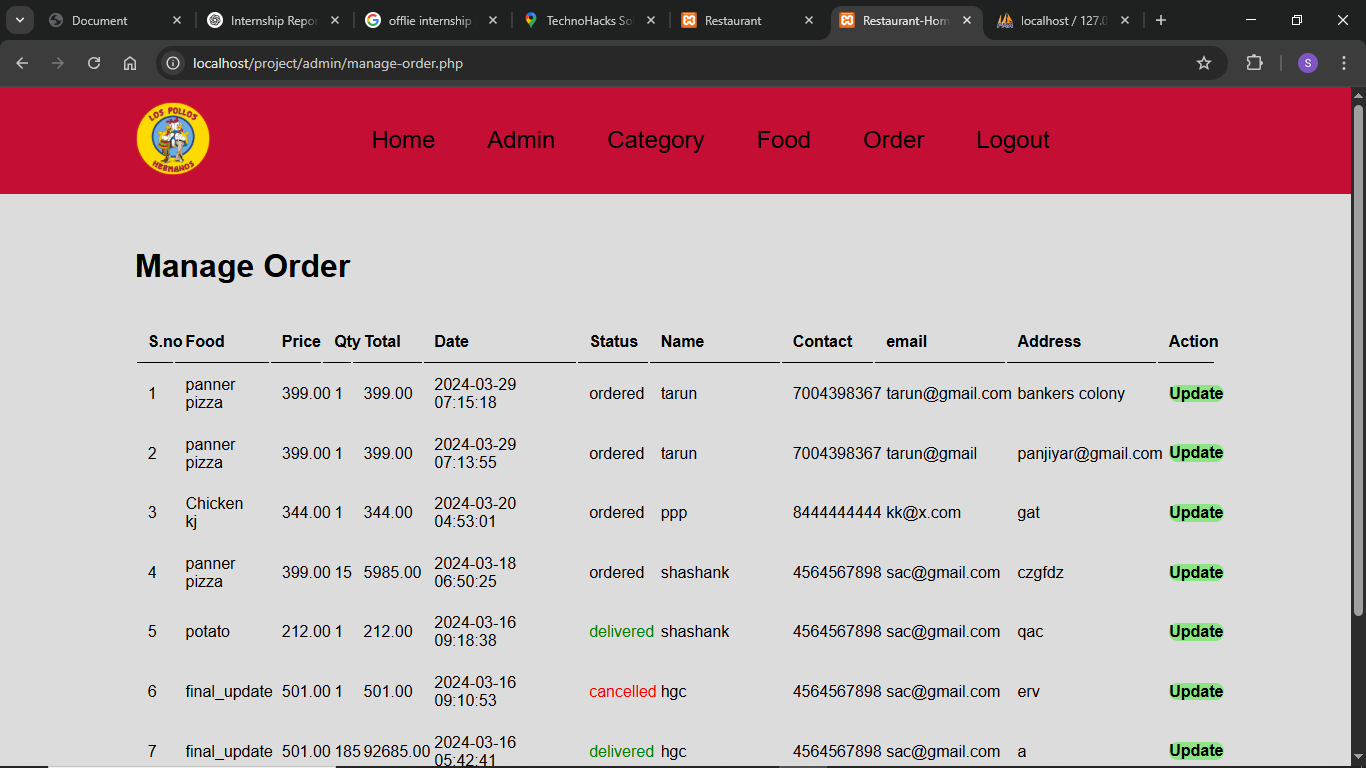 Document
Internship Repo
offlie internship
TechnoHacks So
Restaurant
Restaurant-Hom
localhost / 127.0
localhost/project/admin/manage-order.php
S
LOS POLLOS
HERMANOS
Home Admin Category Food Order Logout
Manage Order
S.no Food Price Qty Total Date Status Name Contact email Address Action
1 panner pizza 399.00 1 399.00 2024-03-29 07:15:18 ordered tarun 7004398367 tarun@gmail.com bankers colony Update
2 panner pizza 399.00 1 399.00 2024-03-29 07:13:55 ordered tarun 7004398367 tarun@gmail panjiyar@gmail.com Update
3 Chicken kj 344.00 1 344.00 2024-03-20 04:53:01 ordered ppp 8444444444 kk@x.com gat Update
4 panner pizza 399.00 15 5985.00 2024-03-18 06:50:25 ordered shashank 4564567898 sac@gmail.com czgfdz Update
5 potato 212.00 1 212.00 2024-03-16 09:18:38 delivered shashank 4564567898 sac@gmail.com qac Update
6 final_update 501.00 1 501.00 2024-03-16 09:10:53 cancelled hgc 4564567898 sac@gmail.com erv Update
7 final_update 501.00 185 92685.00 2024-03-16 05:42:41 delivered hgc 4564567898 sac@gmail.com a Update